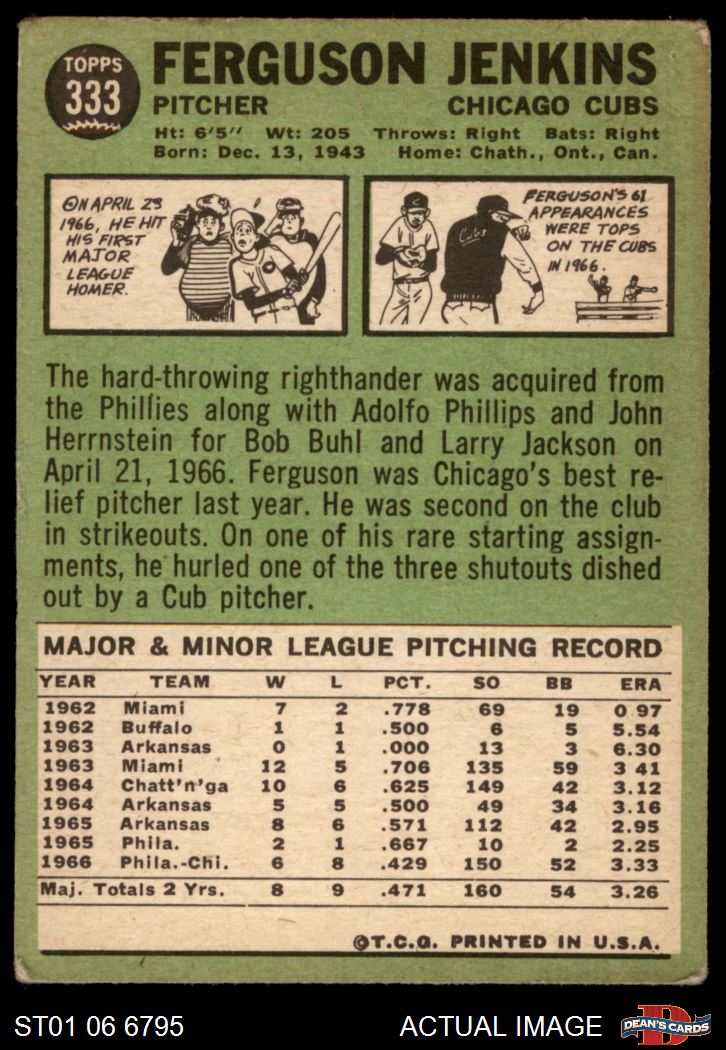 TOPPS
333
FERGUSON JENKINS
PITCHER CHICAGO CUBS
Ht: 6'5" Wt: 205 Throws: Right Bats: Right
Born: Dec. 13, 1943 Home: Chath., Ont., Can.
ON APRIL 23
1966, HE HIT
HIS FIRST
MAJOR
LEAGUE
HOMER.
C
FERGUSON'S 61
APPEARANCES
WERE TOPS
ON THE CUBS
IN 1966.
C
Cubs
The hard-throwing righthander was acquired from
the Phillies along with Adolfo Phillips and John
Herrnstein for Bob Buhl and Larry Jackson on
April 21, 1966. Ferguson was Chicago's best re-
lief pitcher last year. He was second on the club
in strikeouts. On one of his rare starting assign-
ments, he hurled one of the three shutouts dished
out by a Cub pitcher.
MAJOR & MINOR LEAGUE PITCHING RECORD
YEAR TEAM W L PCT. SO BB ERA
1962 Miami 7 2 .778 69 19 0.97
1962 Buffalo 1 1 .500 6 5 5.54
1963 Arkansas 0 1 .000 13 3 6.30
1963 Miami 12 5 .706 135 59 3 41
1964 Chatt'n'ga 10 6 .625 149 42 3.12
1964 Arkansas 5 5 .500 49 34 3.16
1965 Arkansas 8 6 .571 112 42 2.95
1965 Phila. 2 1 .667 10 2 2.25
1966 Phila.-Chi. 6 8 .429 150 52 3.33
Maj. Totals 2 Yrs. 8 9 .471 160 54 3.26
©T.C.G. PRINTED IN U.S.A.
ST01 06 6795 ACTUAL IMAGE
D
DEAN'S CARDS